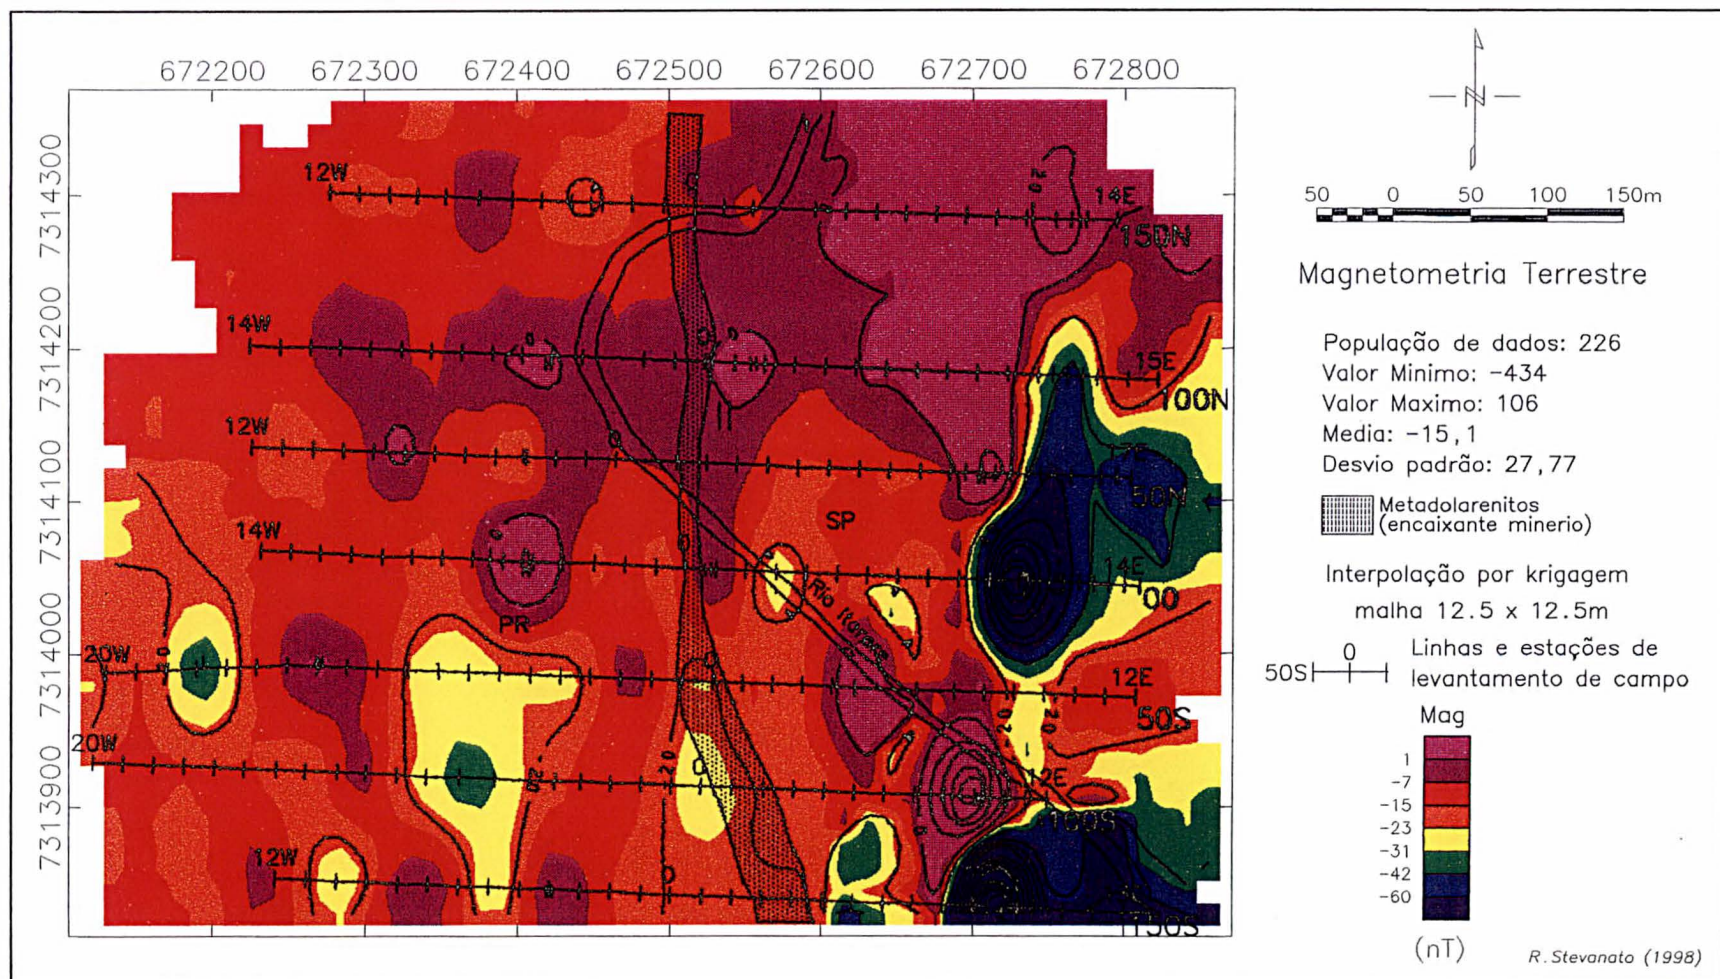 672200 672300 672400 672500 672600 672700 672800
7314300
7314200
7314100
7314000
7313900
12W
14E
150N
14W
15E
100N
12W
50N
SP
14W
14E
00
Rio Itararé
PR
20W
12E
50S
20W
12E
100S
12W
150S
N
50 0 50 100 150m
Magnetometria Terrestre
População de dados: 226
Valor Minimo: -434
Valor Maximo: 106
Media: -15,1
Desvio padrão: 27,77
Metadolarenitos
(encaixante minerio)
Interpolação por krigagem
malha 12.5 x 12.5m
0
50S
Linhas e estações de
levantamento de campo
Mag
1
-7
-15
-23
-31
-42
-60
(nT)
R.Stevanato (1998)